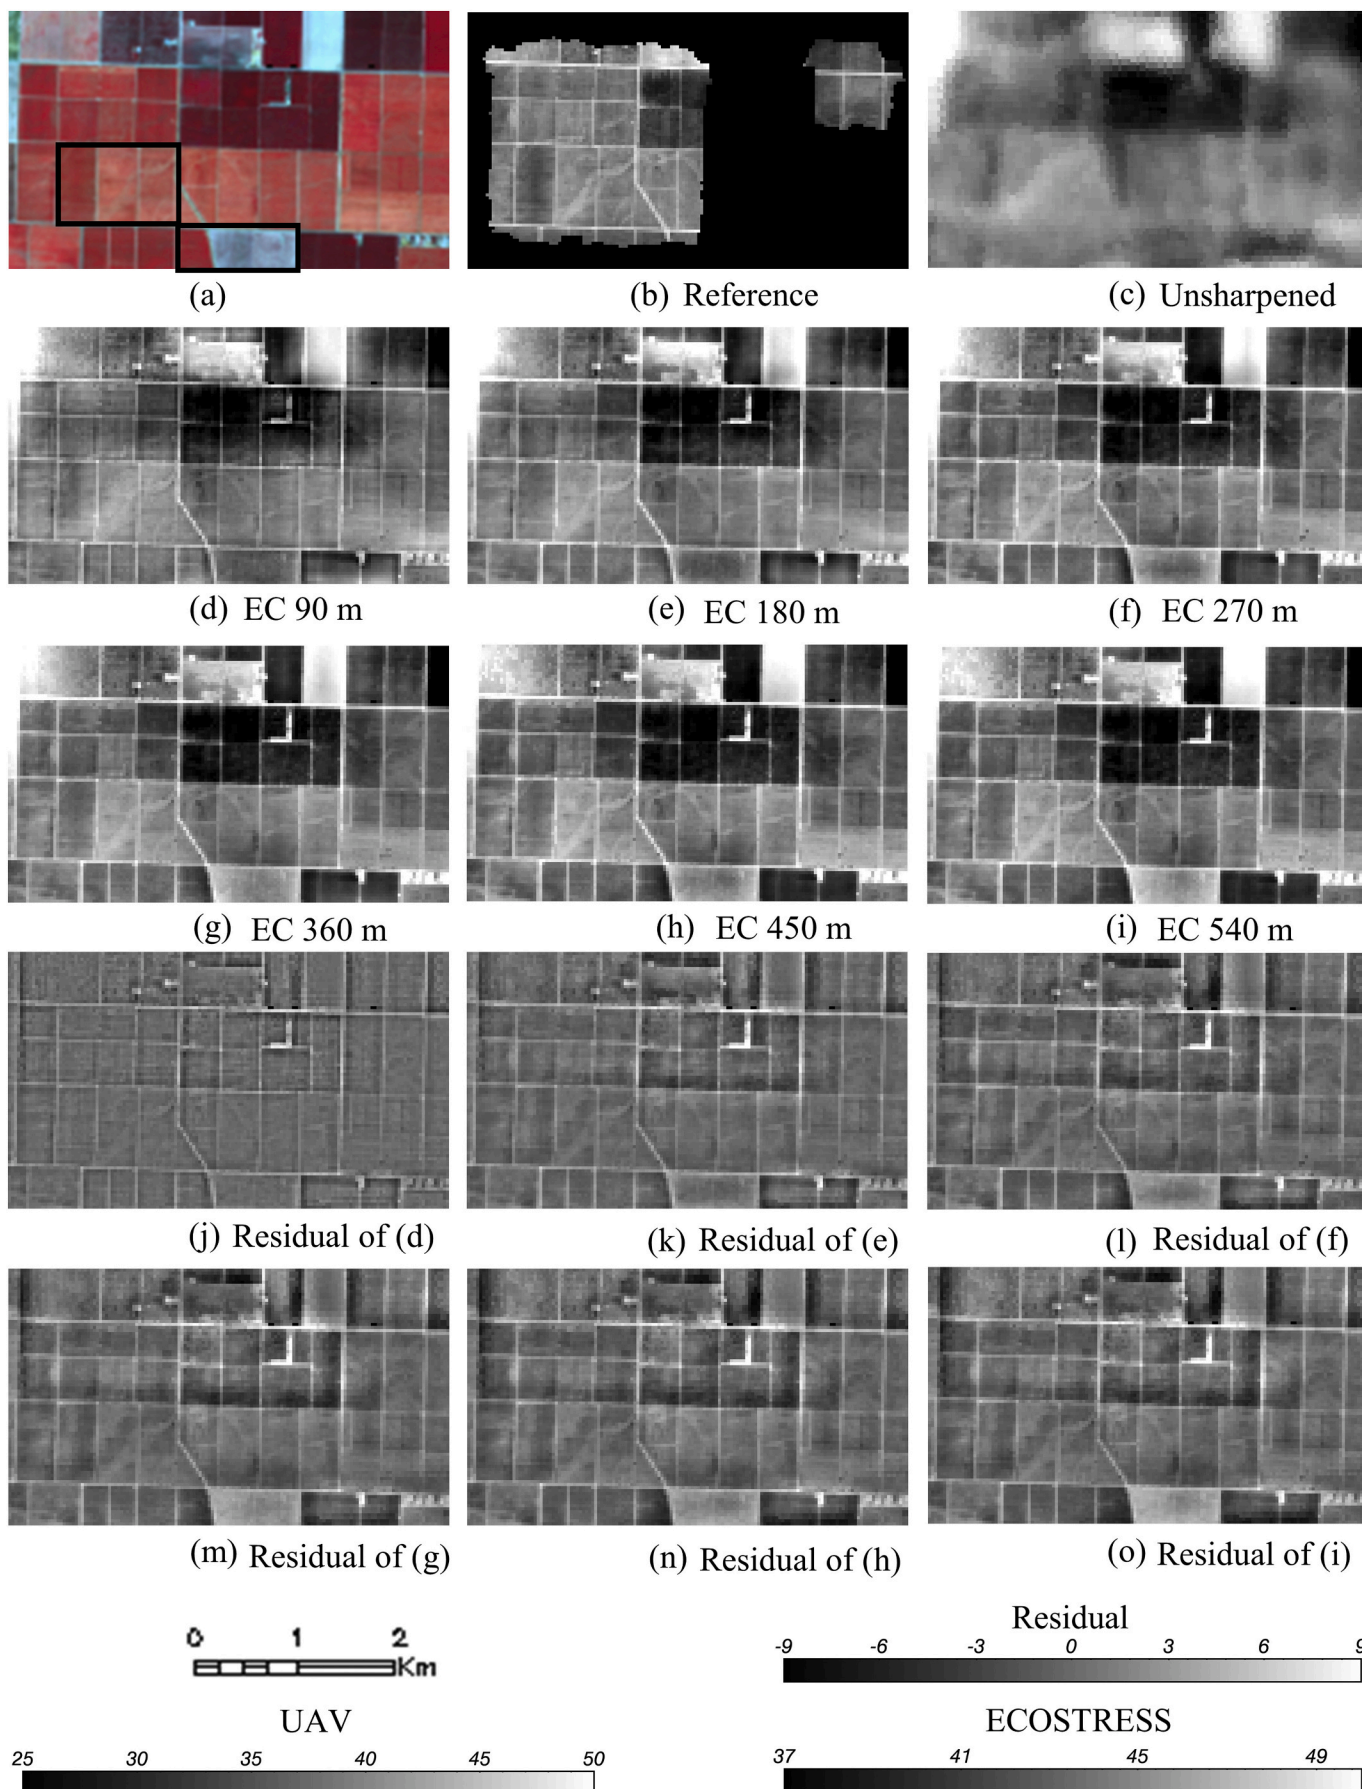 (a)
(b) Reference
(c) Unsharpened
(d) EC 90 m
(e) EC 180 m
(f) EC 270 m
(g) EC 360 m
(h) EC 450 m
(i) EC 540 m
(j) Residual of (d)
(k) Residual of (e)
(l) Residual of (f)
(m) Residual of (g)
(n) Residual of (h)
(o) Residual of (i)
0 1 2
Km
Residual
-9 -6 -3 0 3 6 9
UAV
25 30 35 40 45 50
ECOSTRESS
37 41 45 49